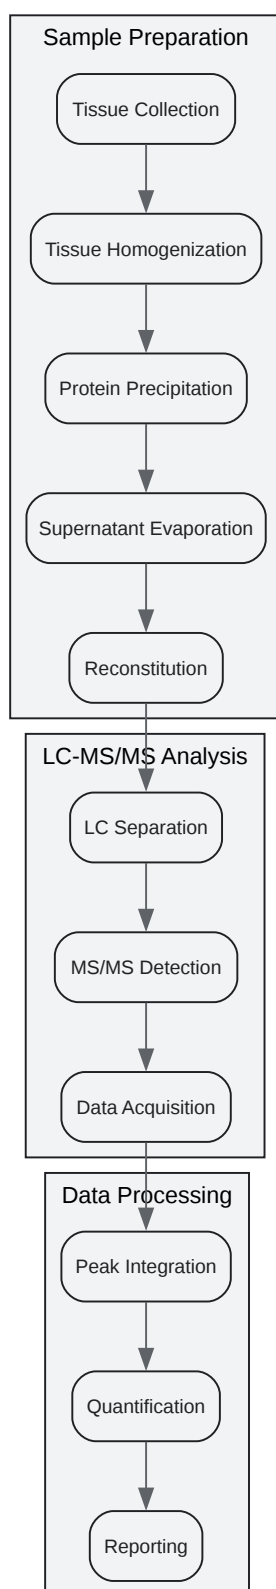 Sample Preparation
Tissue Collection
Tissue Homogenization
Protein Precipitation
Supernatant Evaporation
Reconstitution
LC-MS/MS Analysis
LC Separation
MS/MS Detection
Data Acquisition
Data Processing
Peak Integration
Quantification
Reporting